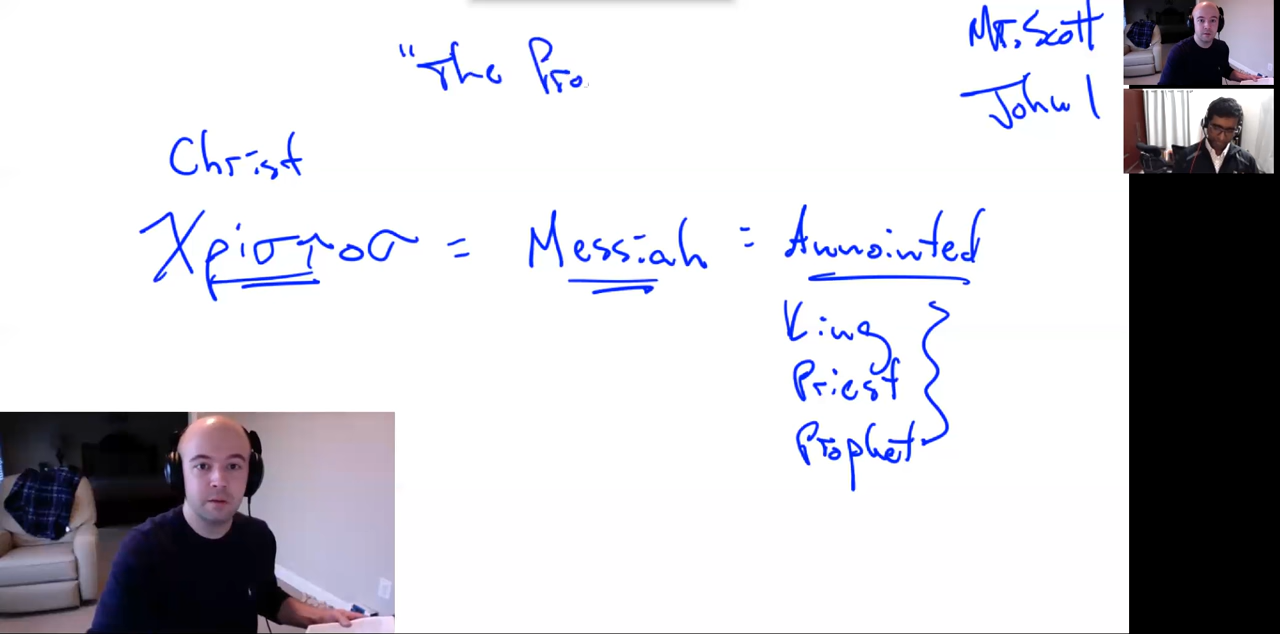 Mr. Scott
"The Pro
John 1
Christ
Χριστοσ = Messiah = Annointed
King
Priest
Prophet